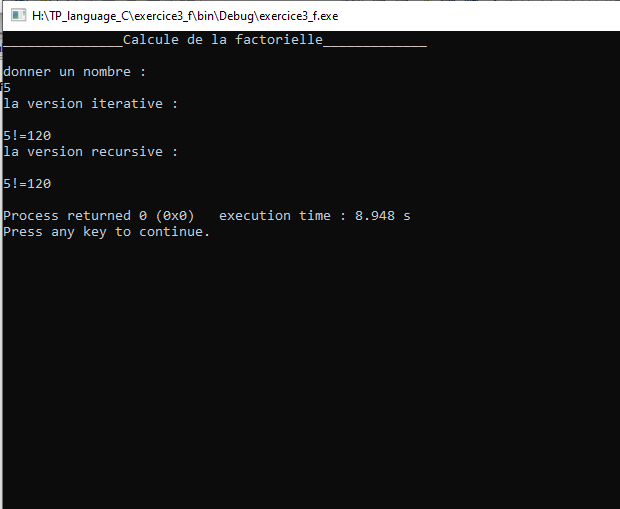 H:\TP_language_C\exercice3_f\bin\Debug\exercice3_f.exe
_______________Calcule de la factorielle_____________
donner un nombre :
5
la version iterative :
5!=120
la version recursive :
5!=120
Process returned 0 (0x0)   execution time : 8.948 s
Press any key to continue.